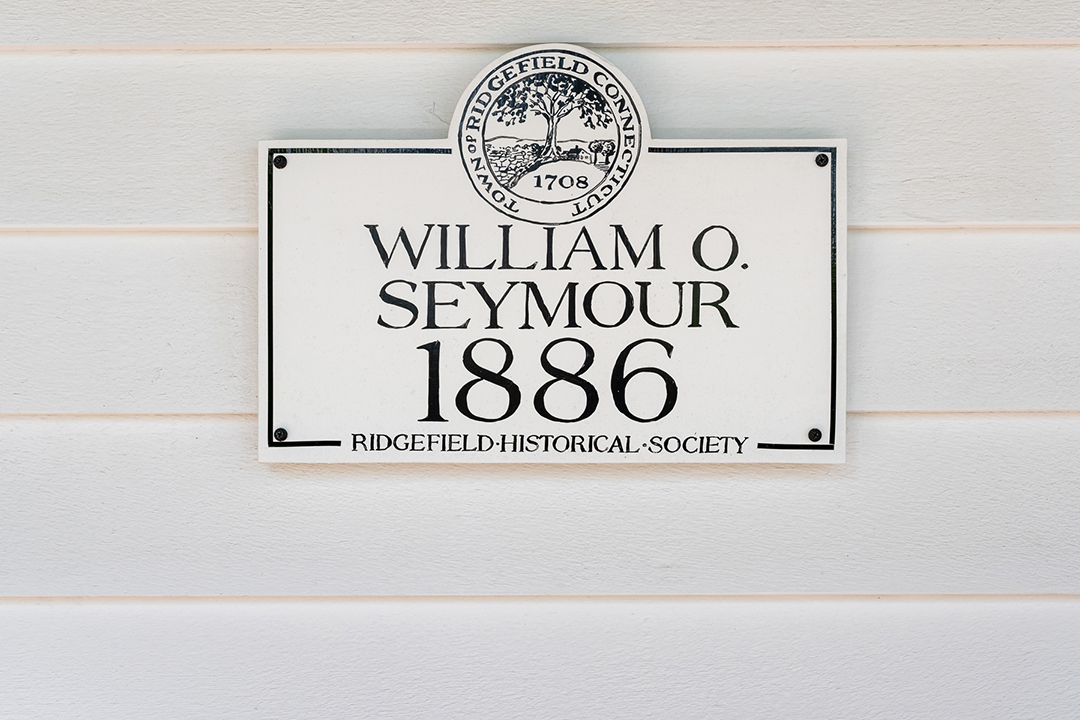 TOWN OF RIDGEFIELD CONNECTICUT
1708
WILLIAM O.
SEYMOUR
1886
RIDGEFIELD·HISTORICAL·SOCIETY